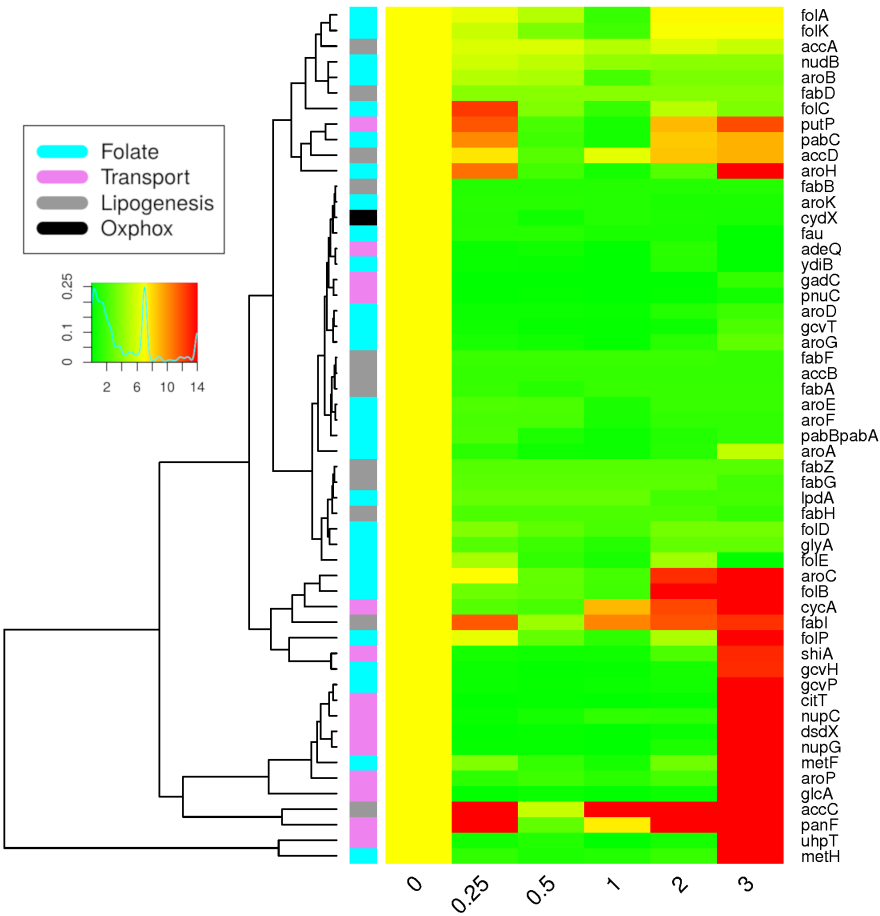 folA
folK
accA
nudB
aroB
fabD
folC
putP
pabC
accD
aroH
fabB
aroK
cydX
fau
adeQ
ydiB
gadC
pnuC
aroD
gcvT
aroG
fabF
accB
fabA
aroE
aroF
pabBpabA
aroA
fabZ
fabG
lpdA
fabH
folD
glyA
folE
aroC
folB
cycA
fabI
folP
shiA
gcvH
gcvP
citT
nupC
dsdX
nupG
metF
aroP
glcA
accC
panF
uhpT
metH
Folate
Transport
Lipogenesis
Oxphox
0.25
0.1
0
2 6 10 14
0 0.25 0.5 1 2 3